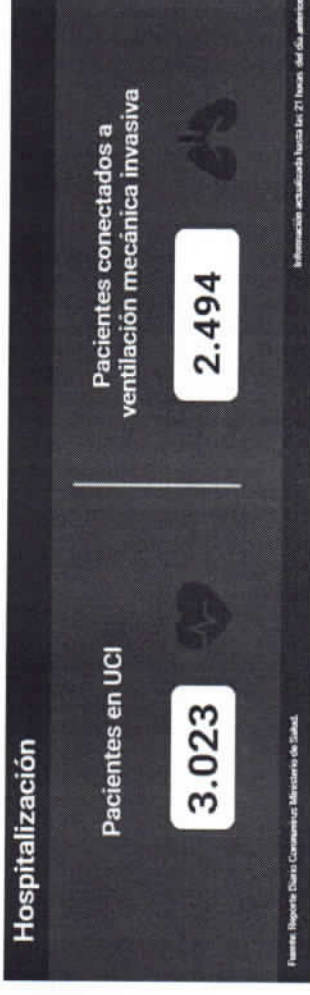 Hospitalización
Pacientes en UCI
3.023
Pacientes conectados a
ventilación mecánica invasiva
2.494
Fuente: Reporte Diario Coronavirus Ministerio de Salud.
Información actualizada hasta las 21 horas del día anterior